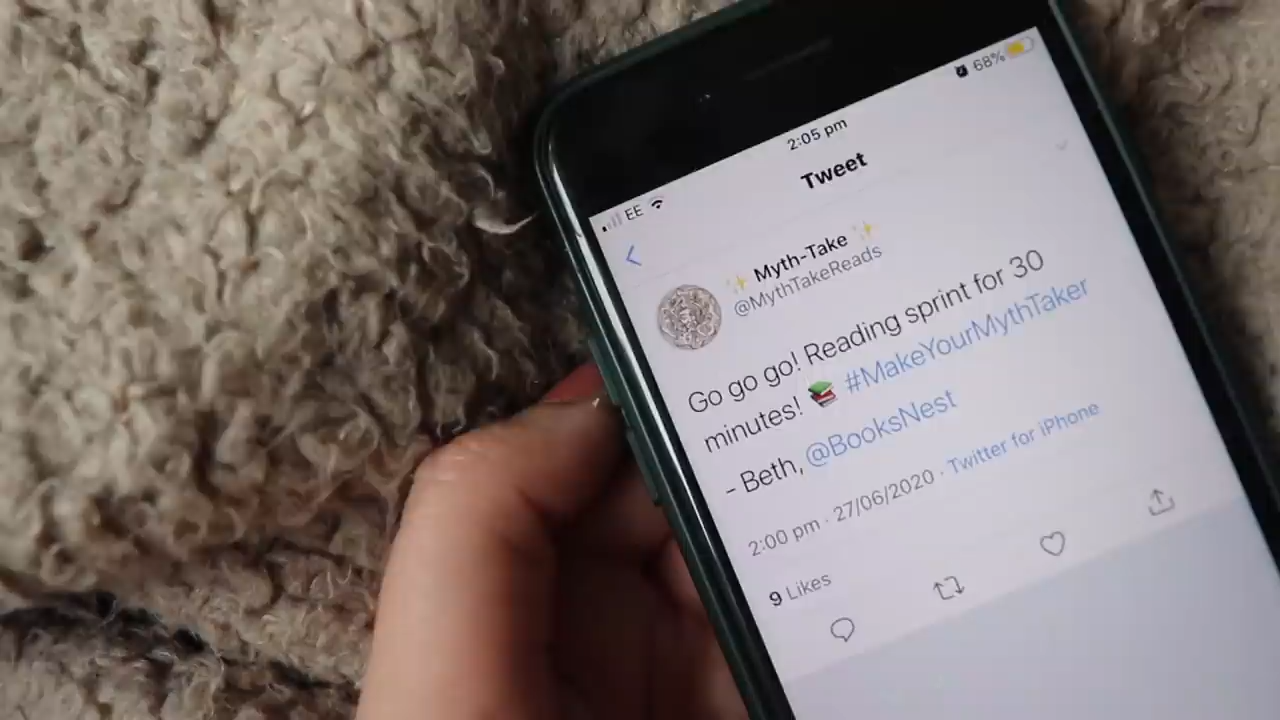 EE
2:05 pm
68%
Tweet
✨ Myth-Take ✨
@MythTakeReads
Go go go! Reading sprint for 30
minutes! 📚 #MakeYourMythTaker
- Beth, @BooksNest
2:00 pm · 27/06/2020 · Twitter for iPhone
9 Likes